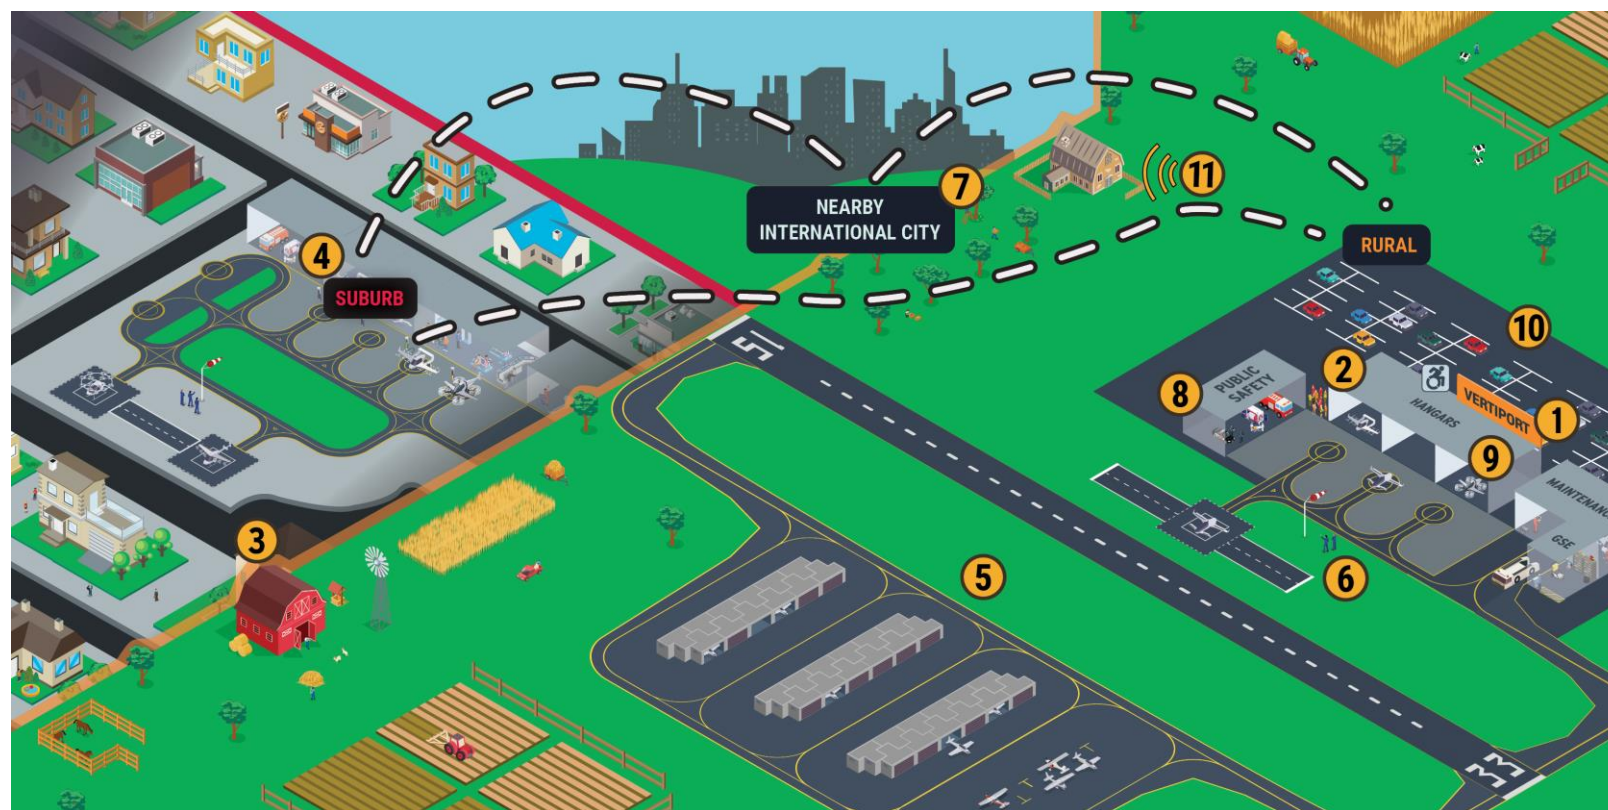 7
11
NEARBY
INTERNATIONAL CITY
RURAL
4
SUBURB
10
15
2
8
PUBLIC
SAFETY
HANGARS
VERTIPORT
1
9
MAINTENANCE
GSE
3
5
6
33